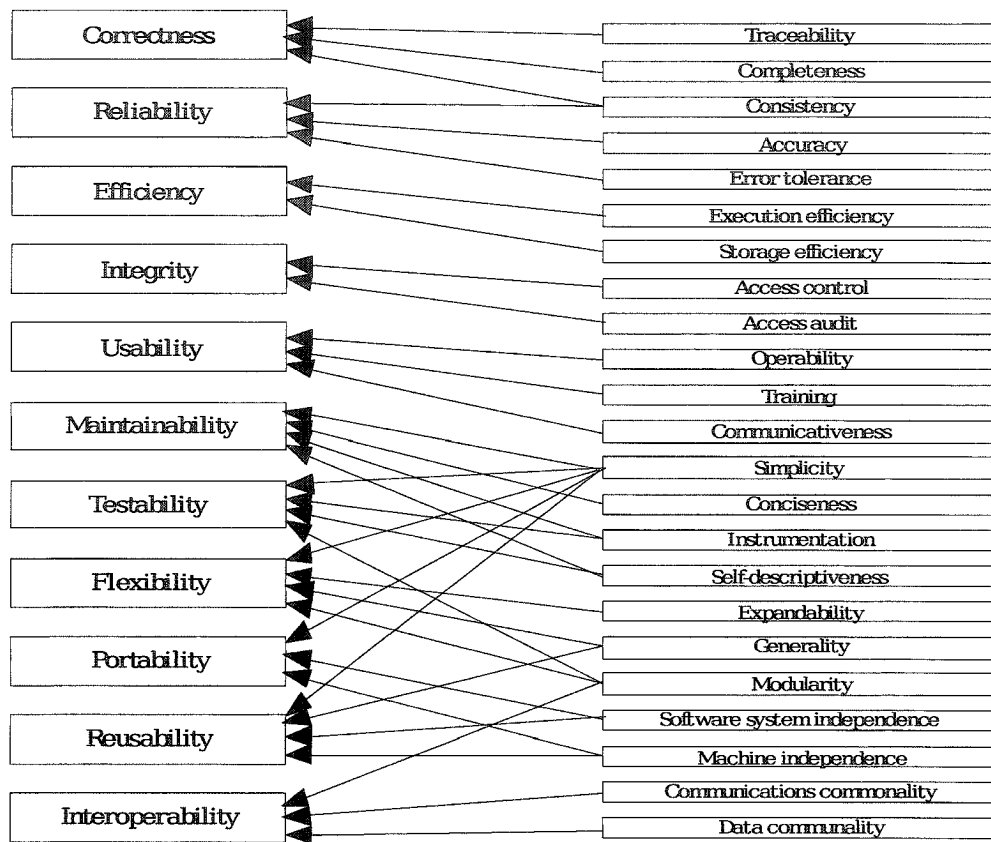 Correctness
Reliability
Efficiency
Integrity
Usability
Maintainability
Testability
Flexibility
Portability
Reusability
Interoperability
Traceability
Completeness
Consistency
Accuracy
Error tolerance
Execution efficiency
Storage efficiency
Access control
Access audit
Operability
Training
Communicativeness
Simplicity
Conciseness
Instrumentation
Self-descriptiveness
Expandability
Generality
Modularity
Software system independence
Machine independence
Communications commonality
Data communality